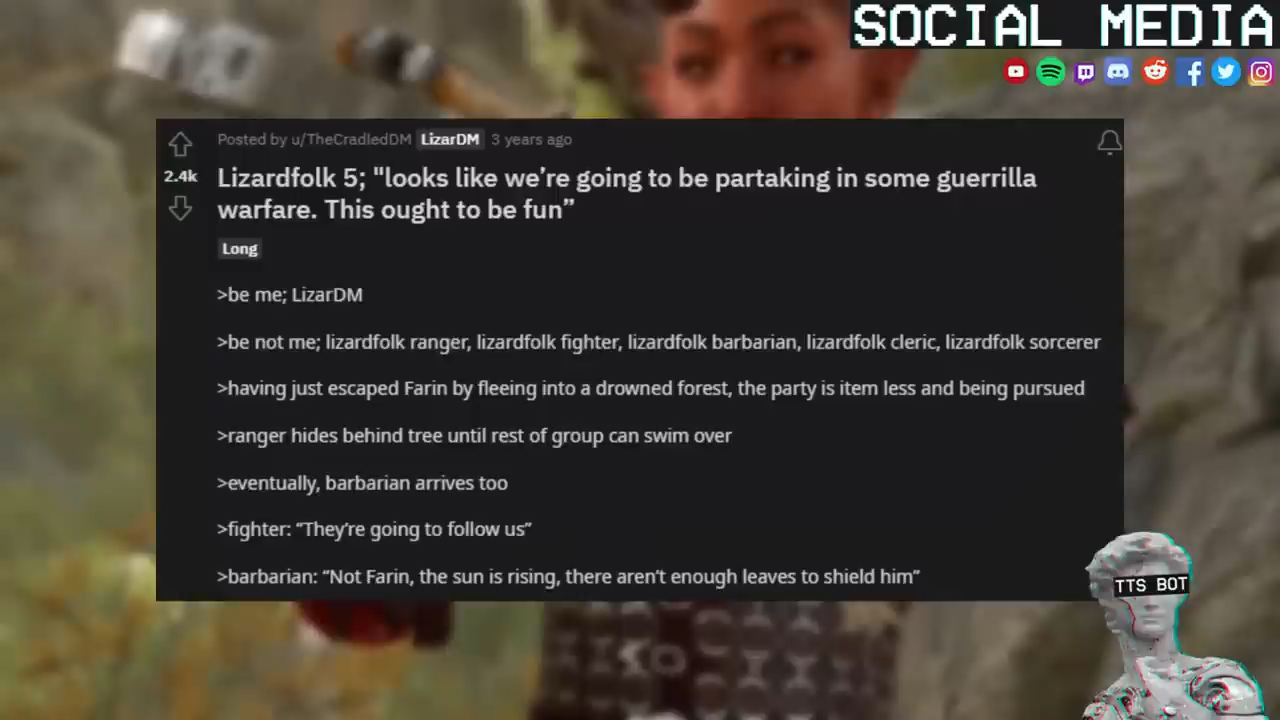 SOCIAL MEDIA
Posted by u/TheCradledDM LizarDM 3 years ago
2.4k
Lizardfolk 5; "looks like we’re going to be partaking in some guerrilla
warfare. This ought to be fun”
Long
>be me; LizarDM
>be not me; lizardfolk ranger, lizardfolk fighter, lizardfolk barbarian, lizardfolk cleric, lizardfolk sorcerer
>having just escaped Farin by fleeing into a drowned forest, the party is item less and being pursued
>ranger hides behind tree until rest of group can swim over
>eventually, barbarian arrives too
>fighter: “They’re going to follow us”
>barbarian: “Not Farin, the sun is rising, there aren’t enough leaves to shield him”
TTS BOT